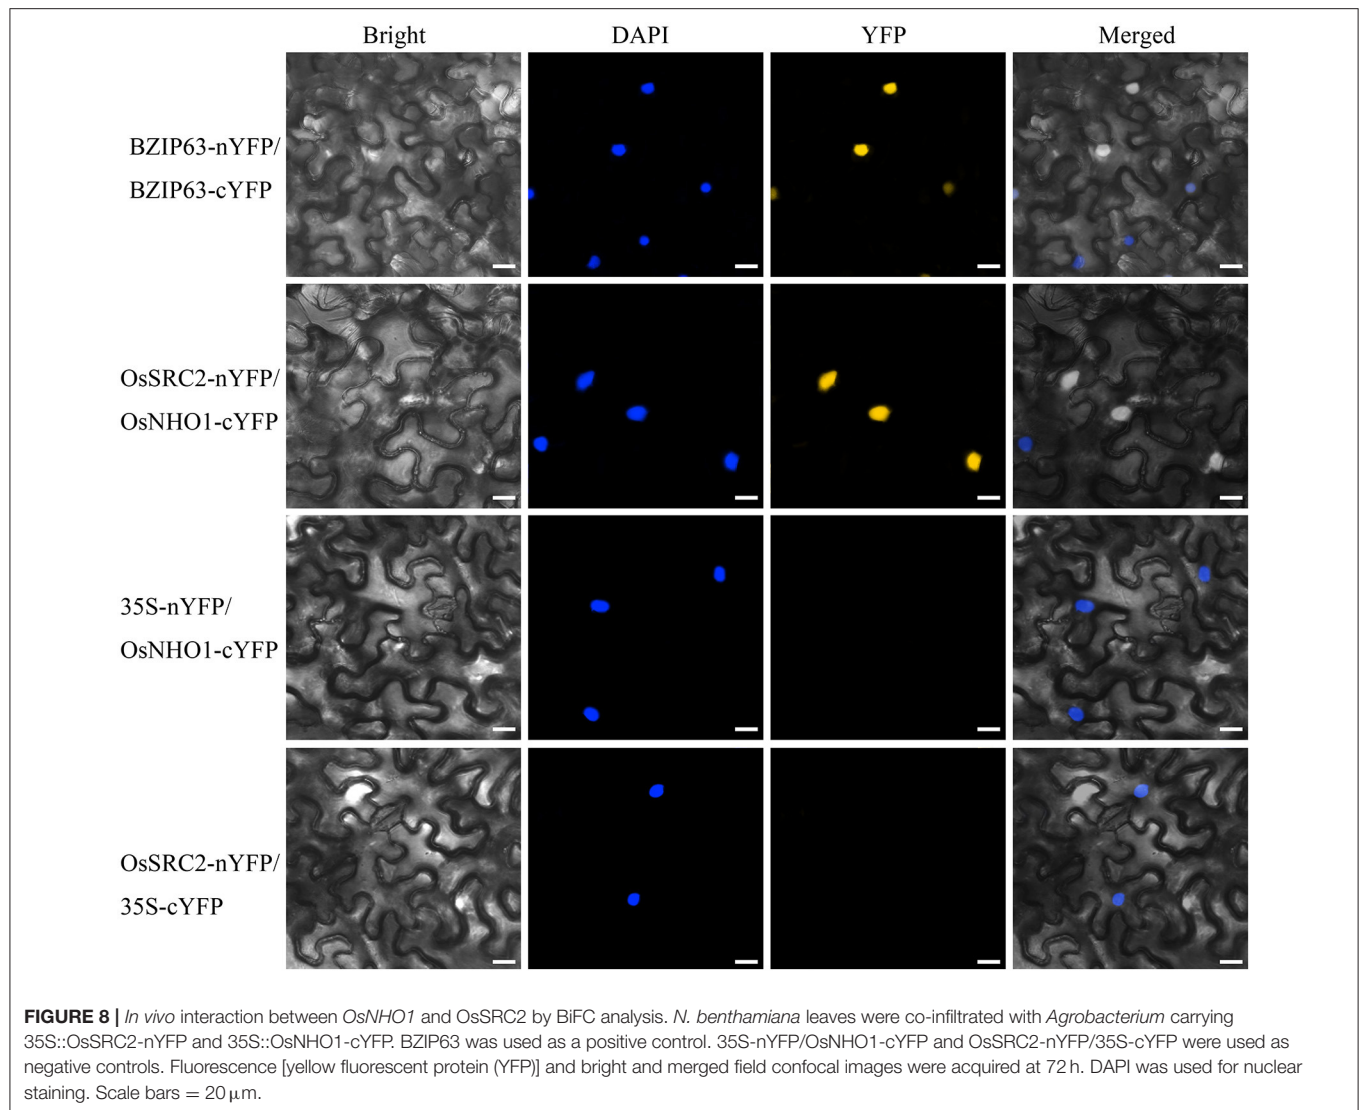 Bright DAPI YFP Merged
BZIP63-nYFP/
BZIP63-cYFP
OsSRC2-nYFP/
OsNHO1-cYFP
35S-nYFP/
OsNHO1-cYFP
OsSRC2-nYFP/
35S-cYFP
FIGURE 8 | In vivo interaction between OsNHO1 and OsSRC2 by BiFC analysis. N. benthamiana leaves were co-infiltrated with Agrobacterium carrying
35S::OsSRC2-nYFP and 35S::OsNHO1-cYFP. BZIP63 was used as a positive control. 35S-nYFP/OsNHO1-cYFP and OsSRC2-nYFP/35S-cYFP were used as
negative controls. Fluorescence [yellow fluorescent protein (YFP)] and bright and merged field confocal images were acquired at 72 h. DAPI was used for nuclear
staining. Scale bars = 20 μm.